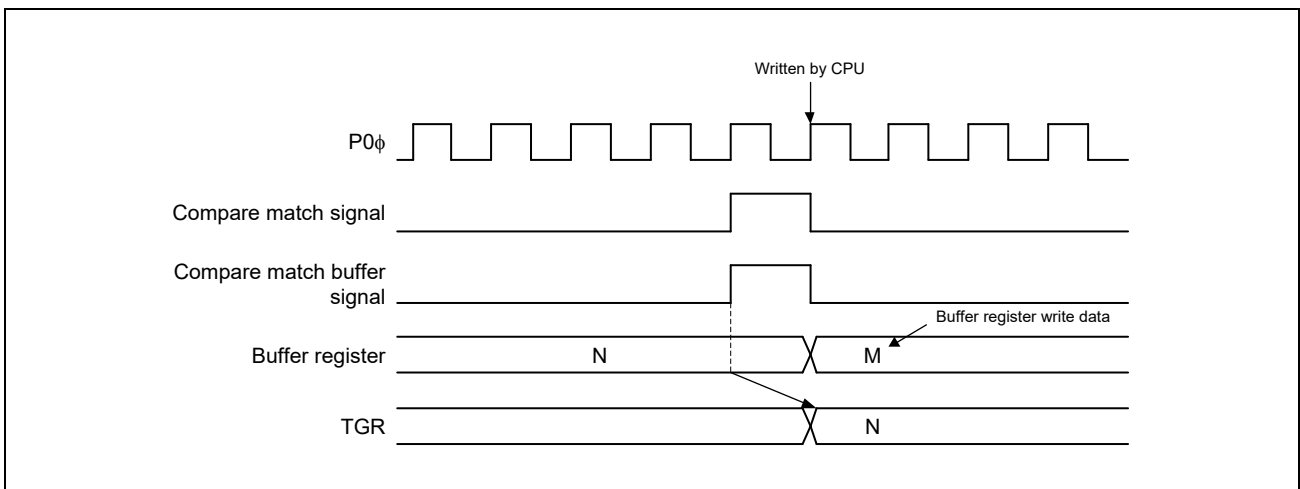 Written by CPU
P0ϕ
Compare match signal
Compare match buffer
signal
Buffer register write data
Buffer register
N
M
TGR
N